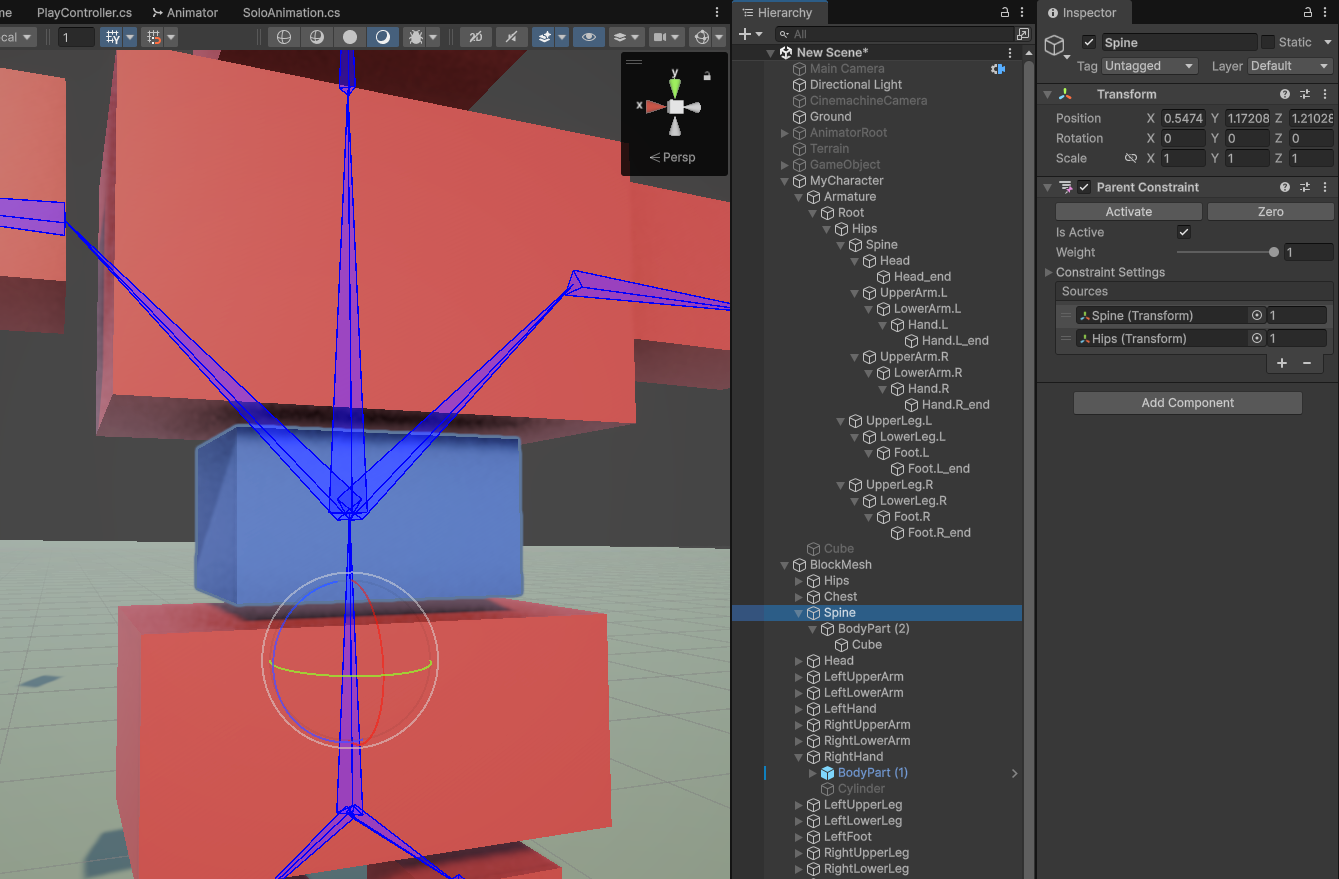 me PlayController.cs Animator SoloAnimation.cs
cal 1 2D
y
x
Persp
Hierarchy
All
New Scene*
Main Camera
Directional Light
CinemachineCamera
Ground
AnimatorRoot
Terrain
GameObject
MyCharacter
Armature
Root
Hips
Spine
Head
Head_end
UpperArm.L
LowerArm.L
Hand.L
Hand.L_end
UpperArm.R
LowerArm.R
Hand.R
Hand.R_end
UpperLeg.L
LowerLeg.L
Foot.L
Foot.L_end
UpperLeg.R
LowerLeg.R
Foot.R
Foot.R_end
Cube
BlockMesh
Hips
Chest
Spine
BodyPart (2)
Cube
Head
LeftUpperArm
LeftLowerArm
LeftHand
RightUpperArm
RightLowerArm
RightHand
BodyPart (1)
Cylinder
LeftUpperLeg
LeftLowerLeg
LeftFoot
RightUpperLeg
RightLowerLeg
Inspector
Spine Static
Tag Untagged Layer Default
Transform
Position X 0.5474 Y 1.17208 Z 1.21028
Rotation X 0 Y 0 Z 0
Scale X 1 Y 1 Z 1
Parent Constraint
Activate Zero
Is Active
Weight 1
Constraint Settings
Sources
Spine (Transform) 1
Hips (Transform) 1
+ −
Add Component